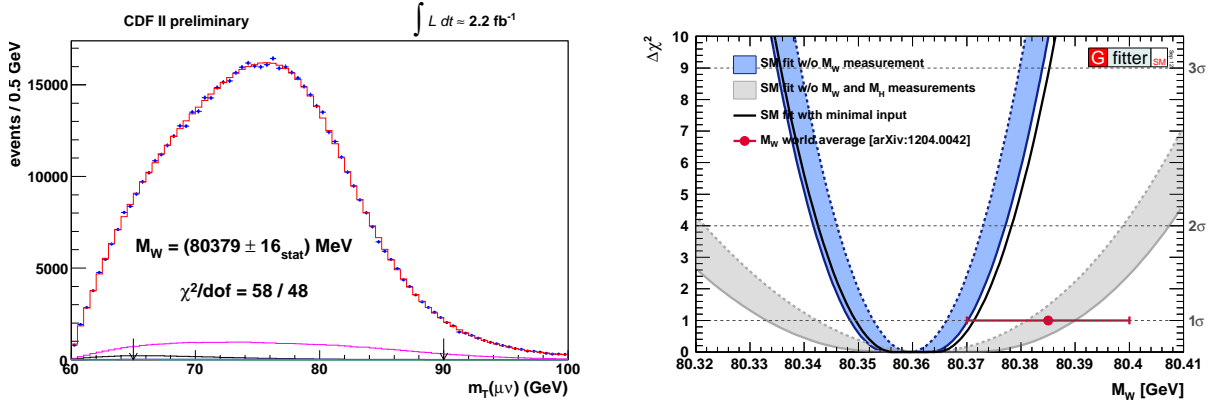 CDF II preliminary
∫ L dt ≈ 2.2 fb⁻¹
events / 0.5 GeV
15000
10000
5000
0
M_W = (80379 ± 16_stat) MeV
χ²/dof = 58 / 48
60 70 80 90 100
m_T(μν) (GeV)
Δχ²
10
9
8
7
6
5
4
3
2
1
0
SM fit w/o M_W measurement
SM fit w/o M_W and M_H measurements
SM fit with minimal input
M_W world average [arXiv:1204.0042]
G fitter SM
3σ
2σ
1σ
80.32 80.33 80.34 80.35 80.36 80.37 80.38 80.39 80.4 80.41
M_W [GeV]